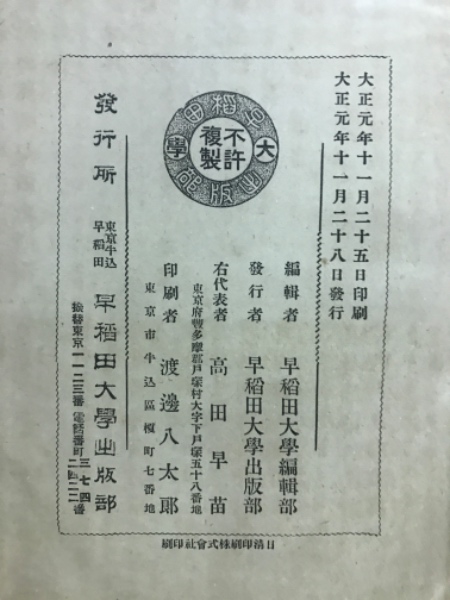 大正元年十一月二十五日印刷
大正元年十一月二十八日發行
早稻田大學出版部
不許複製
編輯者 早稻田大學編輯部
發行者 早稻田大學出版部
右代表者 高田早苗
東京府豐多摩郡戸塚村大字下戸塚五十八番地
印刷者 渡邊八太郎
東京市牛込區榎町七番地
發行所 東京牛込早稻田 早稻田大學出版部
振替東京一一二三番 電話番町
日淸印刷株式會社印刷